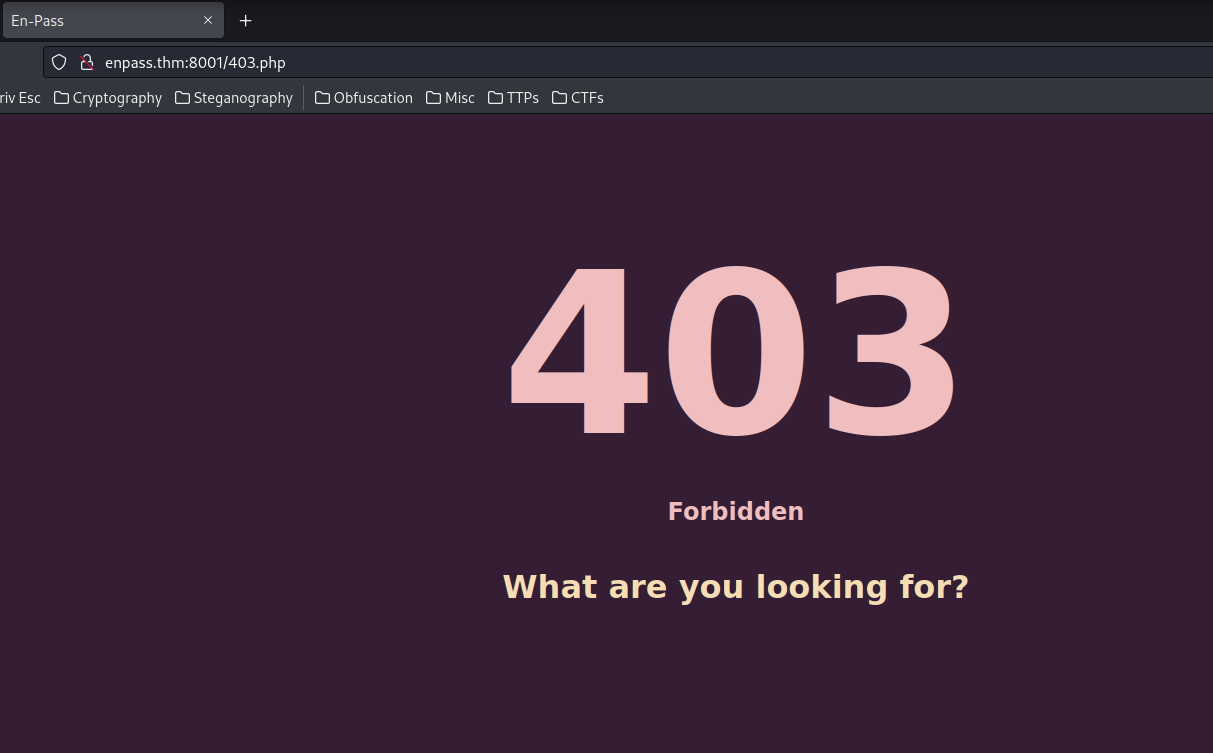 En-Pass
enpass.thm:8001/403.php
riv Esc Cryptography Steganography Obfuscation Misc TTPs CTFs
403
Forbidden
What are you looking for?